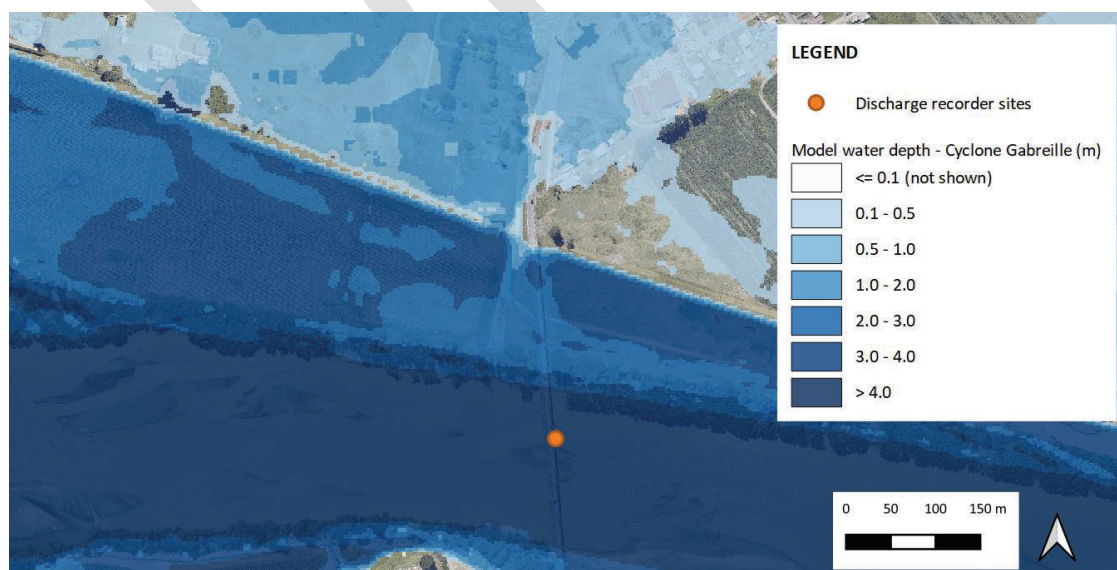 LEGEND
Discharge recorder sites
Model water depth - Cyclone Gabreille (m)
<= 0.1 (not shown)
0.1 - 0.5
0.5 - 1.0
1.0 - 2.0
2.0 - 3.0
3.0 - 4.0
> 4.0
0 50 100 150 m